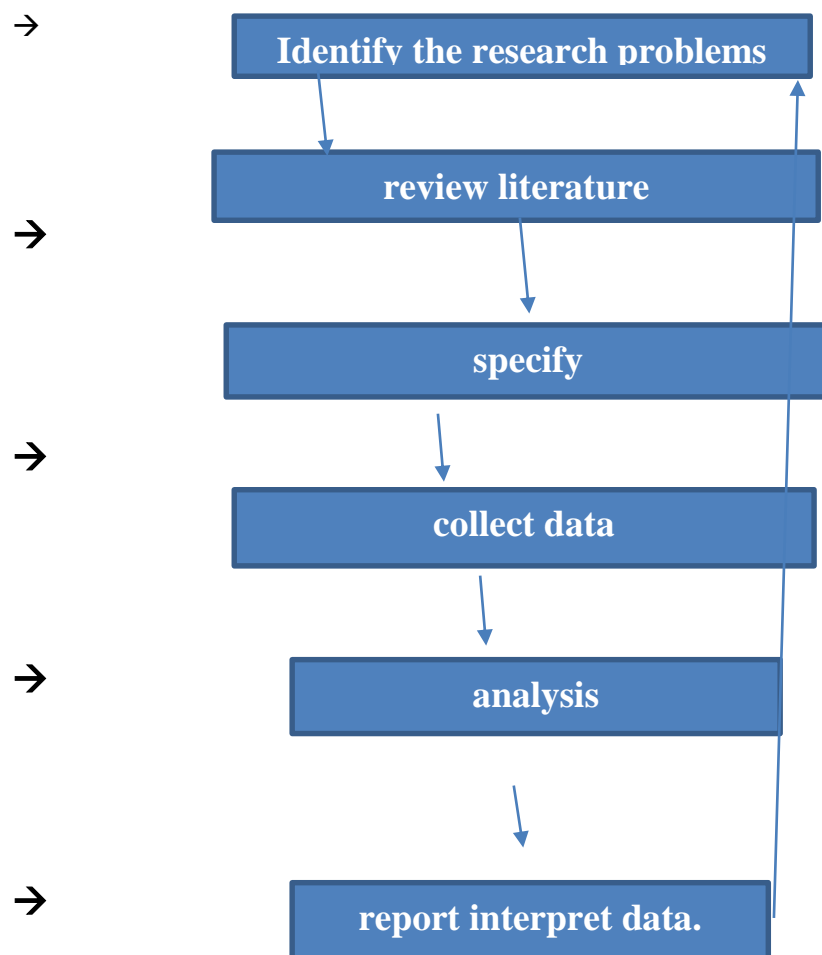 →
Identify the research problems
review literature
→
specify
→
collect data
→
analysis
→
report interpret data.